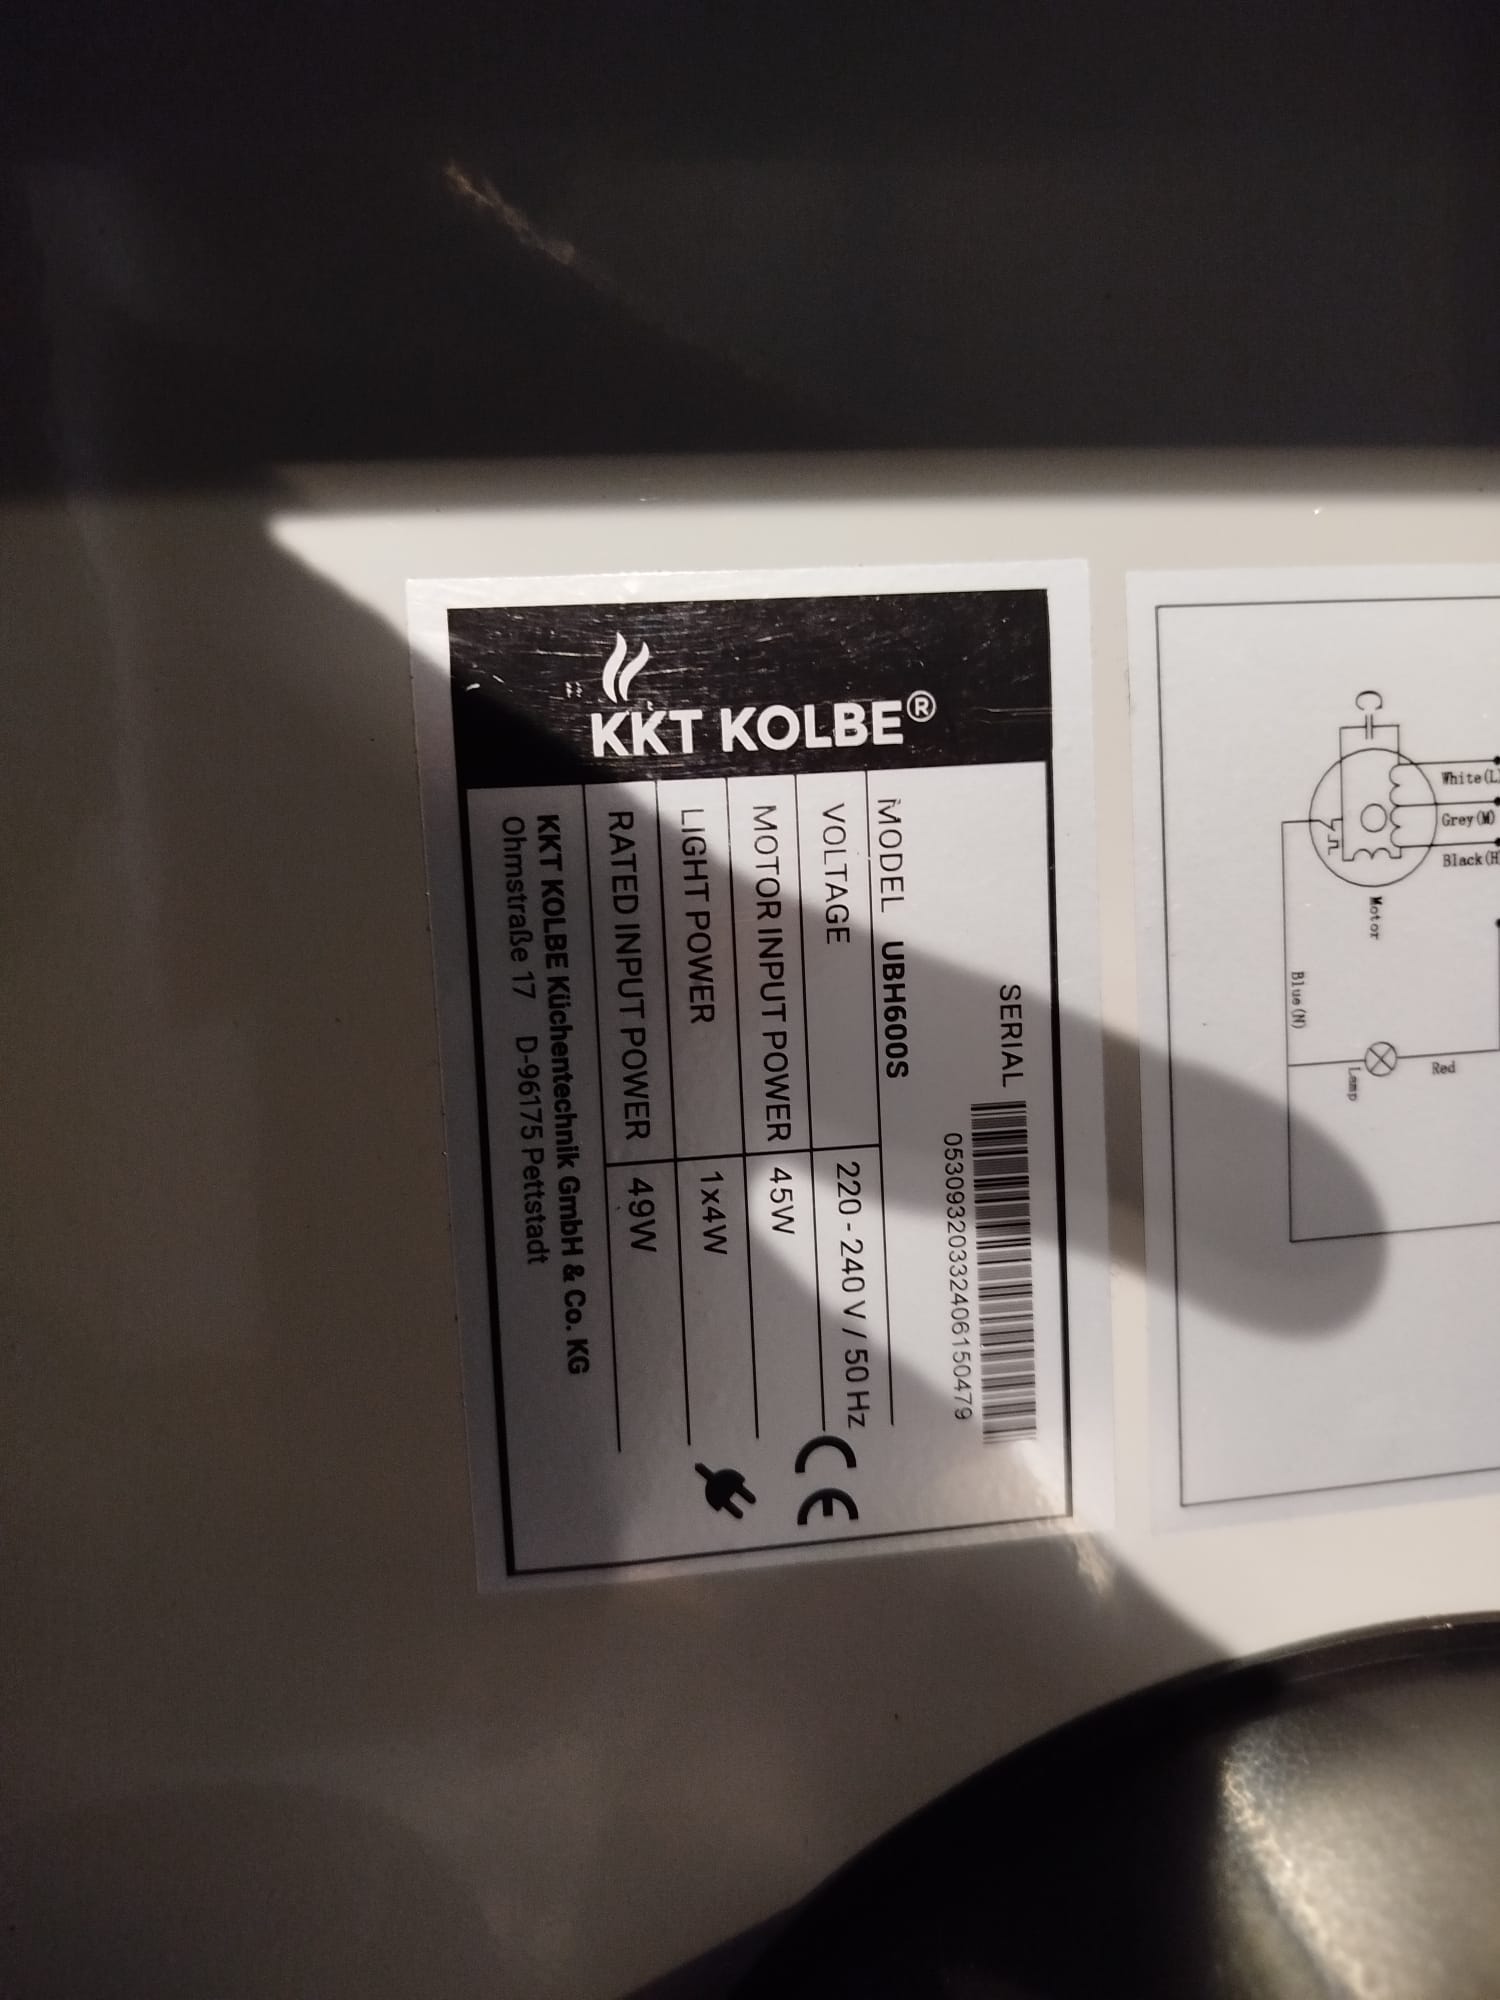 KKT KOLBE®
SERIAL
05309320332406150479
MODEL UBH600S
VOLTAGE 220 - 240 V / 50 Hz
MOTOR INPUT POWER 45W
LIGHT POWER 1x4W
RATED INPUT POWER 49W
CE
KKT KOLBE Küchentechnik GmbH & Co. KG
Ohmstraße 17 D-96175 Pettstadt
C
White(L)
Grey(M)
Black(H
Motor
Blue(N)
Lamp
Red